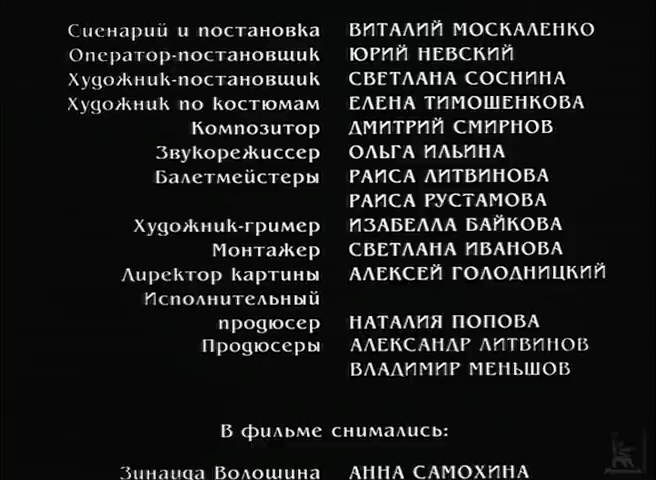 Сценарий и постановка ВИТАЛИЙ МОСКАЛЕНКО
Оператор-постановщик ЮРИЙ НЕВСКИЙ
Художник-постановщик СВЕТЛАНА СОСНИНА
Художник по костюмам ЕЛЕНА ТИМОШЕНКОВА
Композитор ДМИТРИЙ СМИРНОВ
Звукорежиссер ОЛЬГА ИЛЬИНА
Балетмейстеры РАИСА ЛИТВИНОВА
РАИСА РУСТАМОВА
Художник-гример ИЗАБЕЛЛА БАЙКОВА
Монтажер СВЕТЛАНА ИВАНОВА
Директор картины АЛЕКСЕЙ ГОЛОДНИЦКИЙ
Исполнительный
продюсер НАТАЛИЯ ПОПОВА
Продюсеры АЛЕКСАНДР ЛИТВИНОВ
ВЛАДИМИР МЕНЬШОВ
В фильме снимались:
Зинаида Волошина АННА САМОХИНА